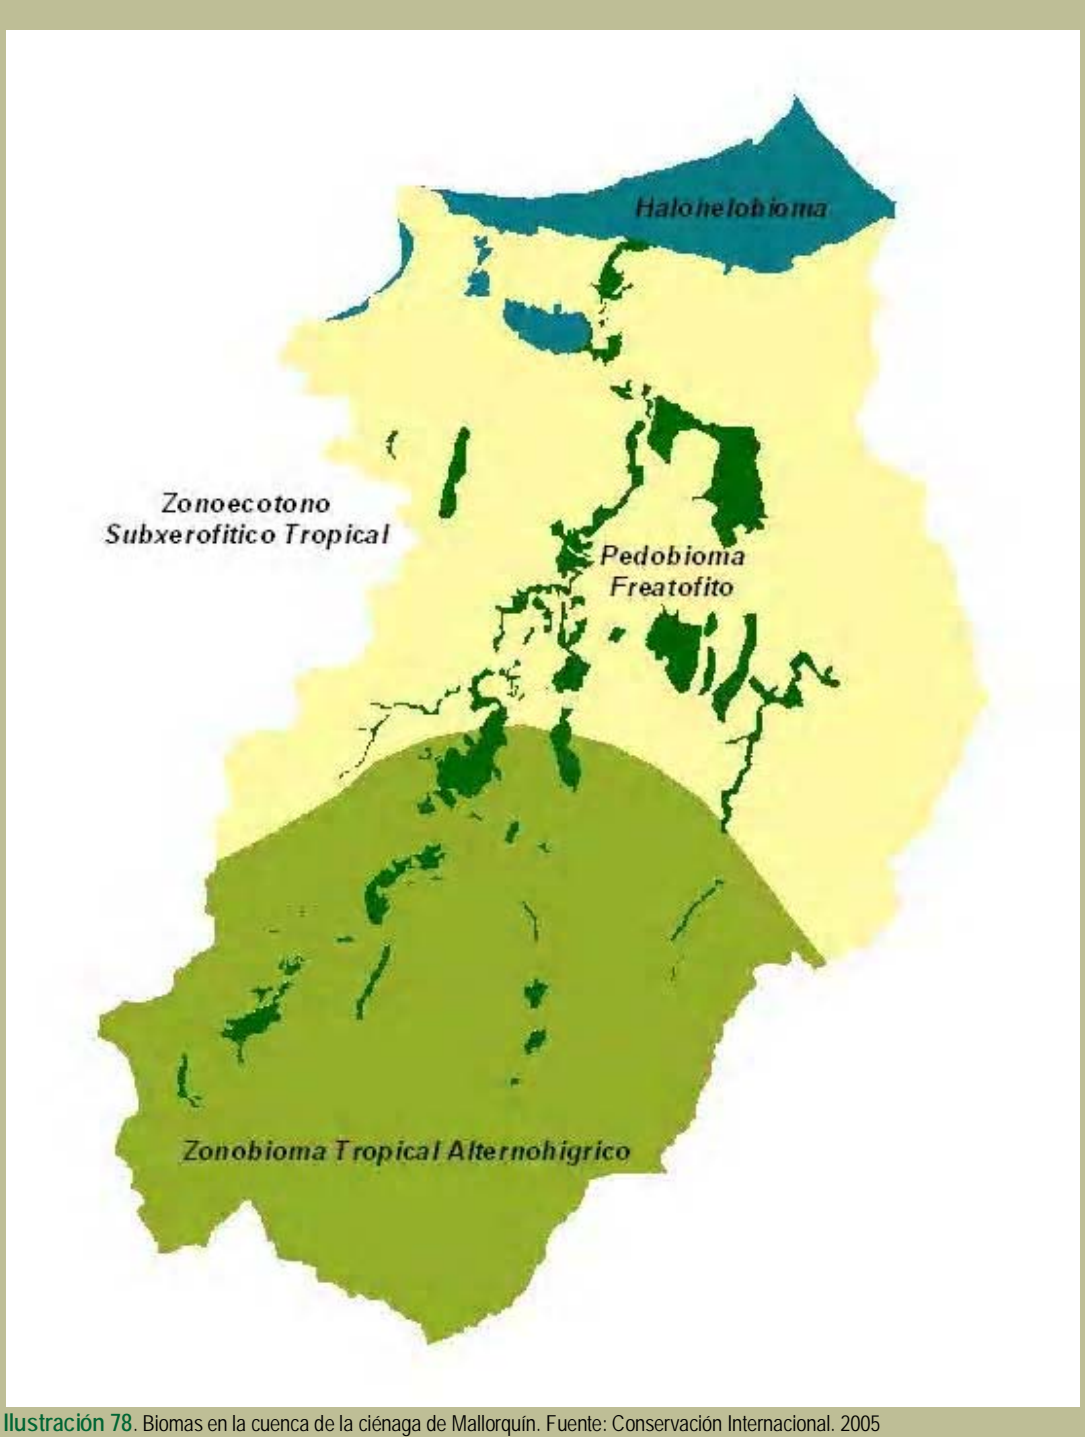 Halohelobioma
Zonoecotono
Subxerofitico Tropical
Pedobioma
Freatofito
Zonobioma Tropical Alternohigrico
Ilustración 78. Biomas en la cuenca de la ciénaga de Mallorquín. Fuente: Conservación Internacional. 2005